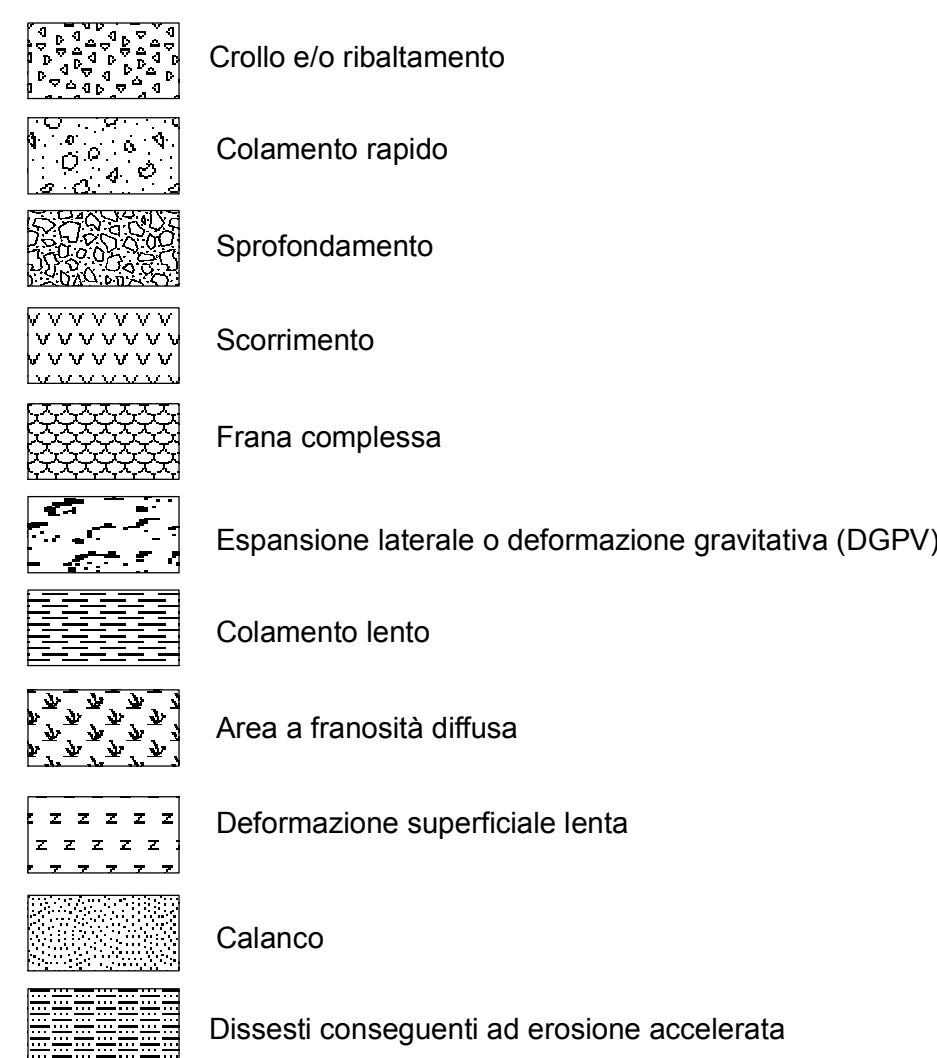 Crollo e/o ribaltamento
Colamento rapido
Sprofondamento
Scorrimento
Frana complessa
Espansione laterale o deformazione gravitativa (DGPV)
Colamento lento
Area a franosità diffusa
Deformazione superficiale lenta
Calanco
Dissesti conseguenti ad erosione accelerata